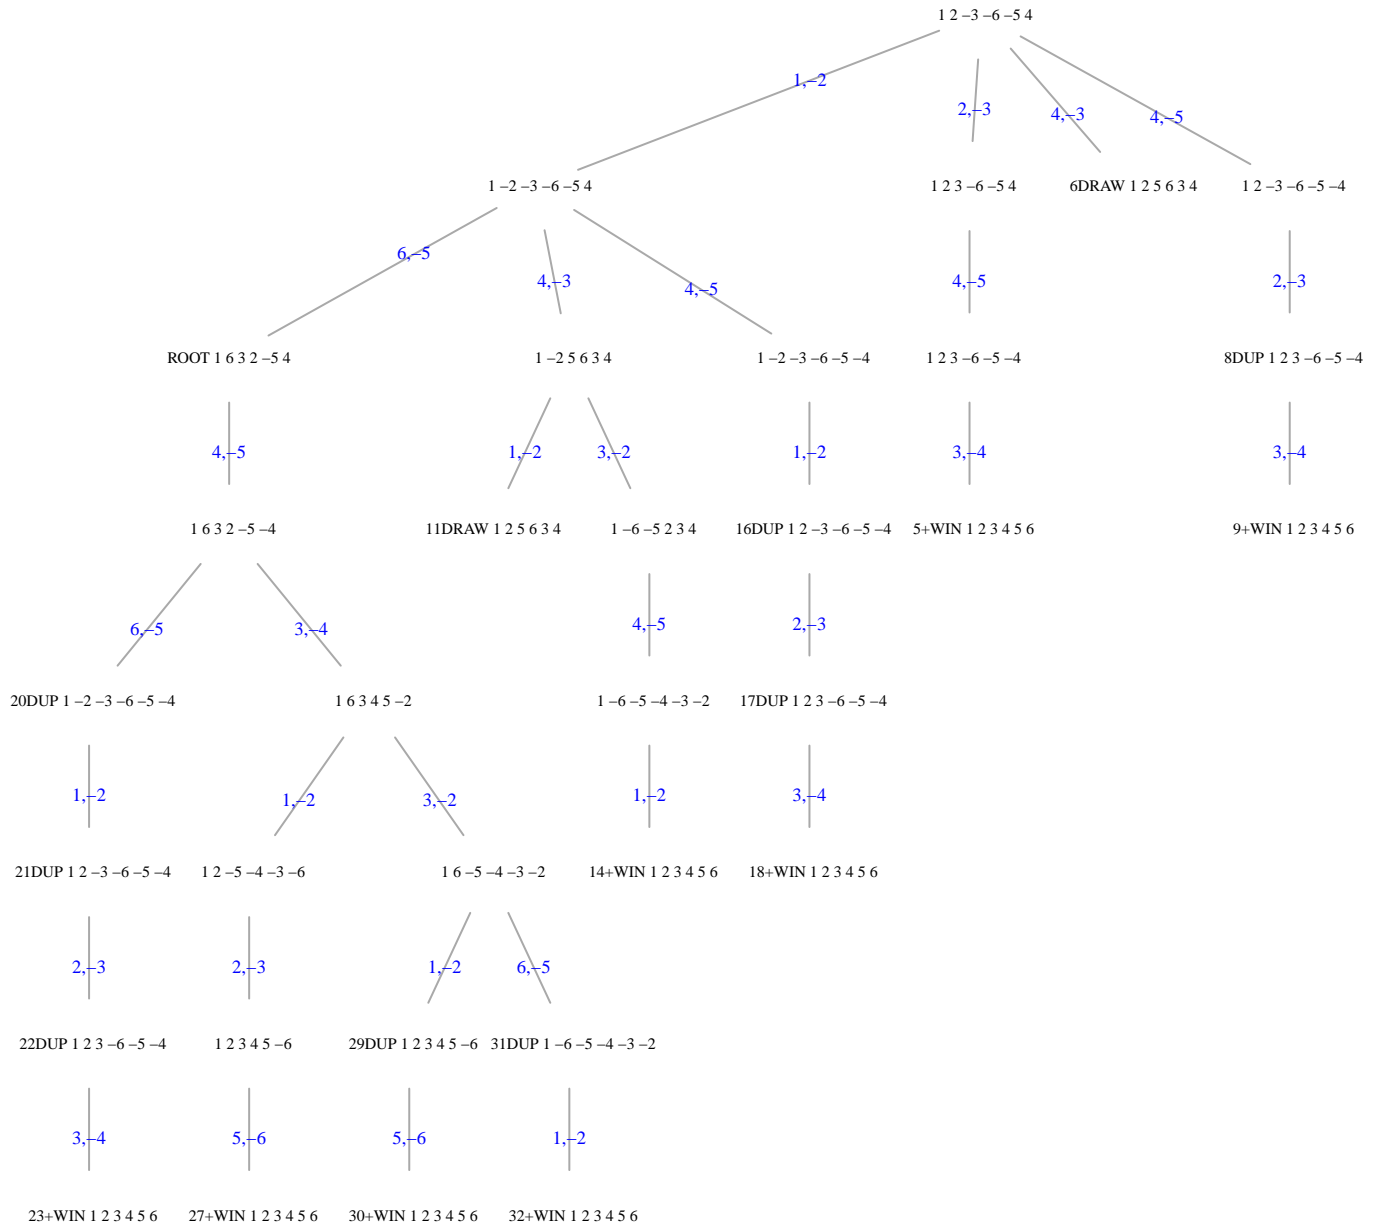 1 2 –3 –6 –5 4
1,–2
2,–3
4,–3
4,–5
1 –2 –3 –6 –5 4
1 2 3 –6 –5 4
6DRAW 1 2 5 6 3 4
1 2 –3 –6 –5 –4
6,–5
4,–3
4,–5
4,–5
2,–3
ROOT 1 6 3 2 –5 4
1 –2 5 6 3 4
1 –2 –3 –6 –5 –4
1 2 3 –6 –5 –4
8DUP 1 2 3 –6 –5 –4
4,–5
1,–2
3,–2
1,–2
3,–4
3,–4
1 6 3 2 –5 –4
11DRAW 1 2 5 6 3 4
1 –6 –5 2 3 4
16DUP 1 2 –3 –6 –5 –4
5+WIN 1 2 3 4 5 6
9+WIN 1 2 3 4 5 6
6,–5
3,–4
4,–5
2,–3
20DUP 1 –2 –3 –6 –5 –4
1 6 3 4 5 –2
1 –6 –5 –4 –3 –2
17DUP 1 2 3 –6 –5 –4
1,–2
1,–2
3,–2
1,–2
3,–4
21DUP 1 2 –3 –6 –5 –4
1 2 –5 –4 –3 –6
1 6 –5 –4 –3 –2
14+WIN 1 2 3 4 5 6
18+WIN 1 2 3 4 5 6
2,–3
2,–3
1,–2
6,–5
22DUP 1 2 3 –6 –5 –4
1 2 3 4 5 –6
29DUP 1 2 3 4 5 –6
31DUP 1 –6 –5 –4 –3 –2
3,–4
5,–6
5,–6
1,–2
23+WIN 1 2 3 4 5 6
27+WIN 1 2 3 4 5 6
30+WIN 1 2 3 4 5 6
32+WIN 1 2 3 4 5 6